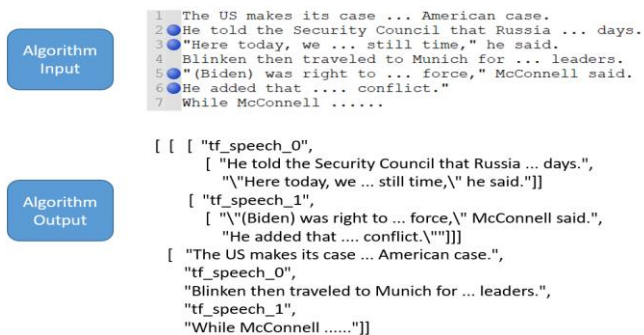 Algorithm
Input
1 The US makes its case ... American case.
2 He told the Security Council that Russia ... days.
3 "Here today, we ... still time," he said.
4 Blinken then traveled to Munich for ... leaders.
5 "(Biden) was right to ... force," McConnell said.
6 He added that .... conflict."
7 While McConnell ......
Algorithm
Output
[ [ [ "tf_speech_0",
[ "He told the Security Council that Russia ... days.",
"\"Here today, we ... still time,\" he said."]]
[ "tf_speech_1",
[ "\"(Biden) was right to ... force,\" McConnell said.",
"He added that .... conflict.\""]]]
[ "The US makes its case ... American case.",
"tf_speech_0",
"Blinken then traveled to Munich for ... leaders.",
"tf_speech_1",
"While McConnell ......"]]